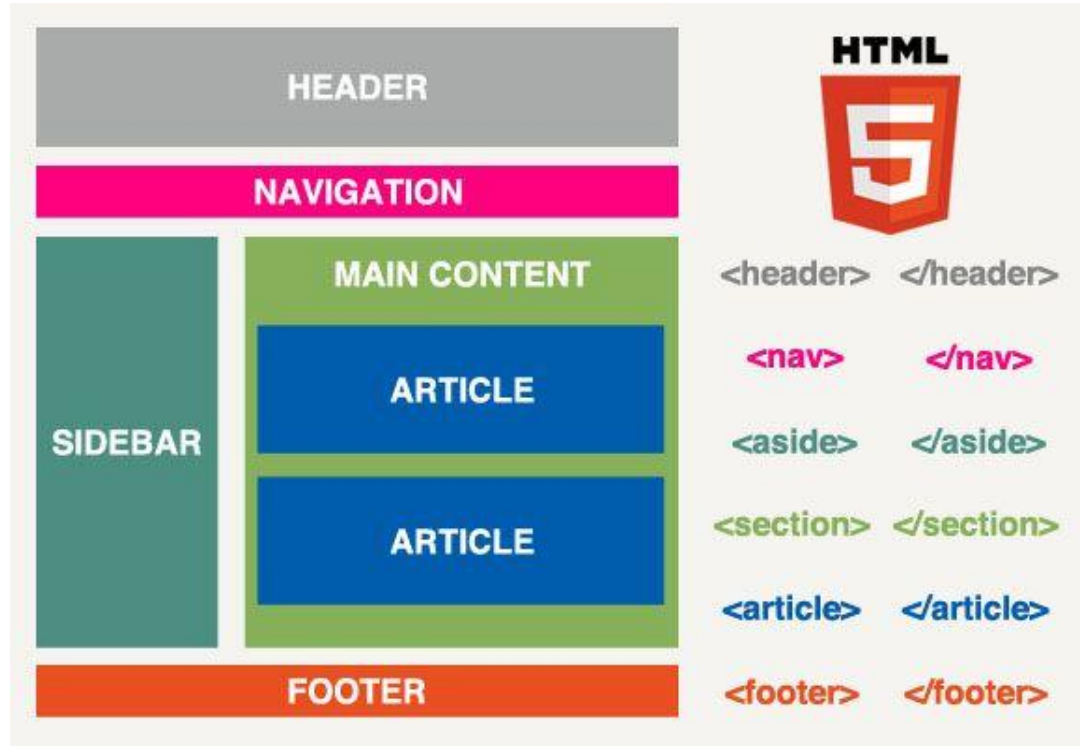 HEADER
NAVIGATION
SIDEBAR
MAIN CONTENT
ARTICLE
ARTICLE
FOOTER
HTML
5
<header> </header>
<nav> </nav>
<aside> </aside>
<section> </section>
<article> </article>
<footer> </footer>